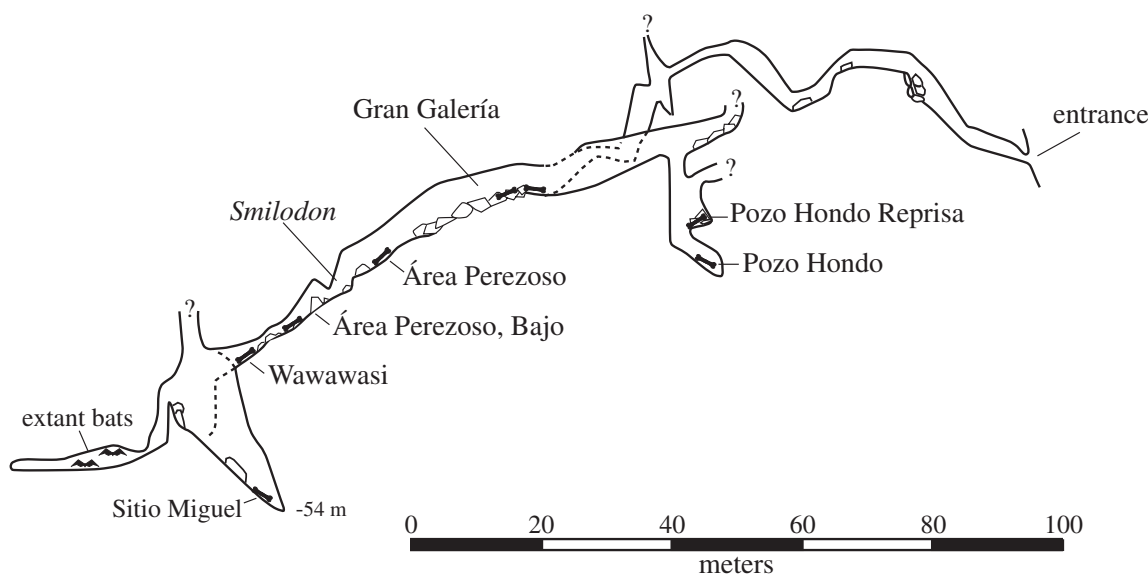 ?
entrance
?
Gran Galería
?
Smilodon
Pozo Hondo Reprisa
Pozo Hondo
Área Perezoso
?
Área Perezoso, Bajo
Wawawasi
extant bats
Sitio Miguel
-54 m
0 20 40 60 80 100
meters